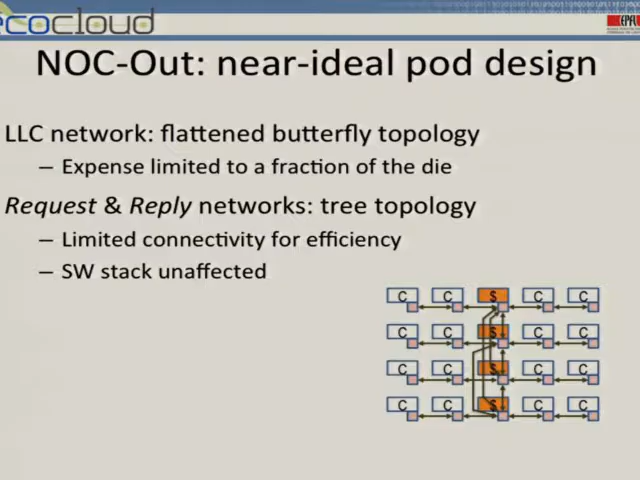 ecocloud
EPFL
NOC-Out: near-ideal pod design
LLC network: flattened butterfly topology
– Expense limited to a fraction of the die
Request & Reply networks: tree topology
– Limited connectivity for efficiency
– SW stack unaffected
C C $ C C
C C $ C C
C C $ C C
C C $ C C